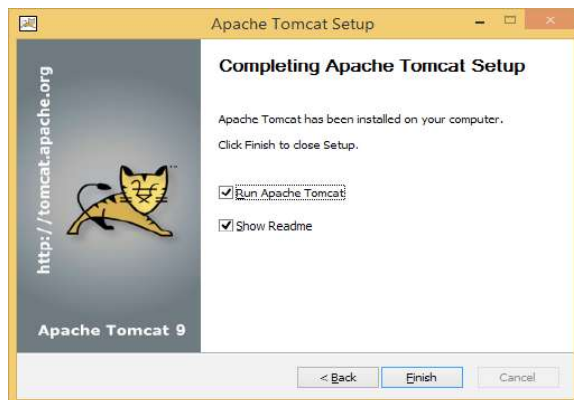 Apache Tomcat Setup
http://tomcat.apache.org
Apache Tomcat 9
Completing Apache Tomcat Setup
Apache Tomcat has been installed on your computer.
Click Finish to close Setup.
Run Apache Tomcat
Show Readme
< Back
Finish
Cancel